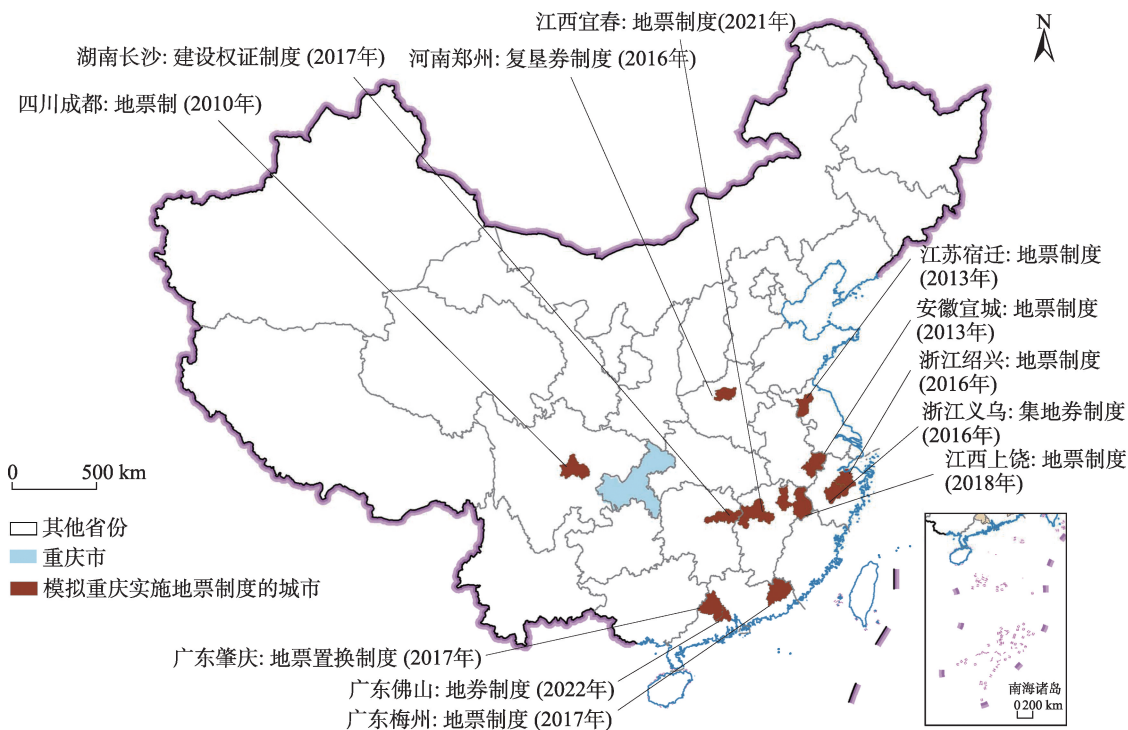 江西宜春: 地票制度(2021年)
湖南长沙: 建设权证制度 (2017年)
河南郑州: 复垦券制度 (2016年)
四川成都: 地票制 (2010年)
N
江苏宿迁: 地票制度
(2013年)
安徽宣城: 地票制度
(2013年)
浙江绍兴: 地票制度
(2016年)
浙江义乌: 集地券制度
(2016年)
江西上饶: 地票制度
(2018年)
0 500 km
其他省份
重庆市
模拟重庆实施地票制度的城市
广东肇庆: 地票置换制度 (2017年)
广东佛山: 地券制度 (2022年)
广东梅州: 地票制度 (2017年)
南海诸岛
0 200 km